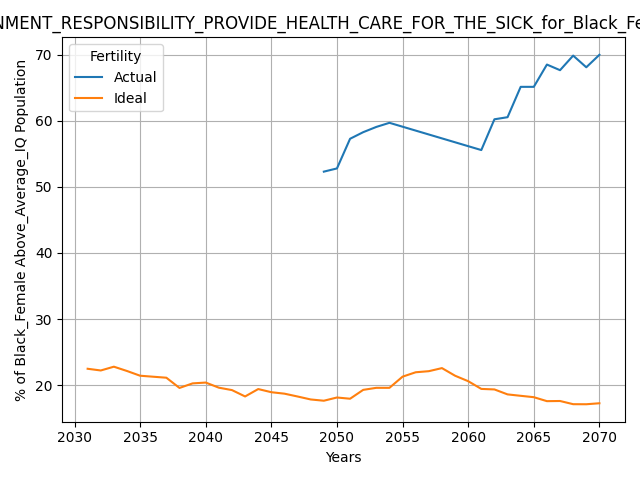 NMENT_RESPONSIBILITY_PROVIDE_HEALTH_CARE_FOR_THE_SICK_for_Black_Fe
Fertility
Actual
Ideal
% of Black_Female Above_Average_IQ Population
70
60
50
40
30
20
2030 2035 2040 2045 2050 2055 2060 2065 2070
Years